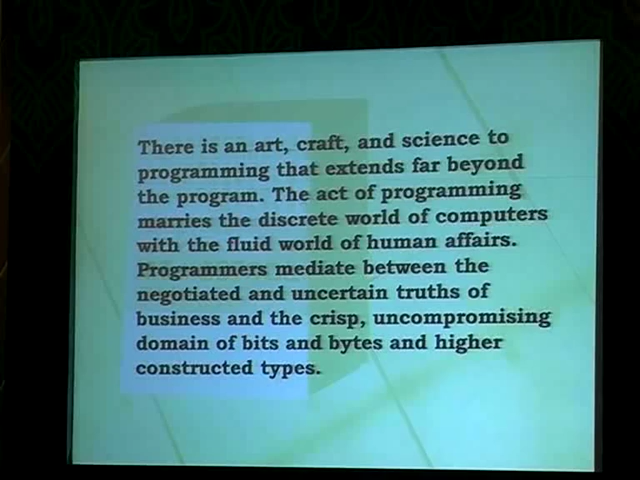 There is an art, craft, and science to
programming that extends far beyond
the program. The act of programming
marries the discrete world of computers
with the fluid world of human affairs.
Programmers mediate between the
negotiated and uncertain truths of
business and the crisp, uncompromising
domain of bits and bytes and higher
constructed types.